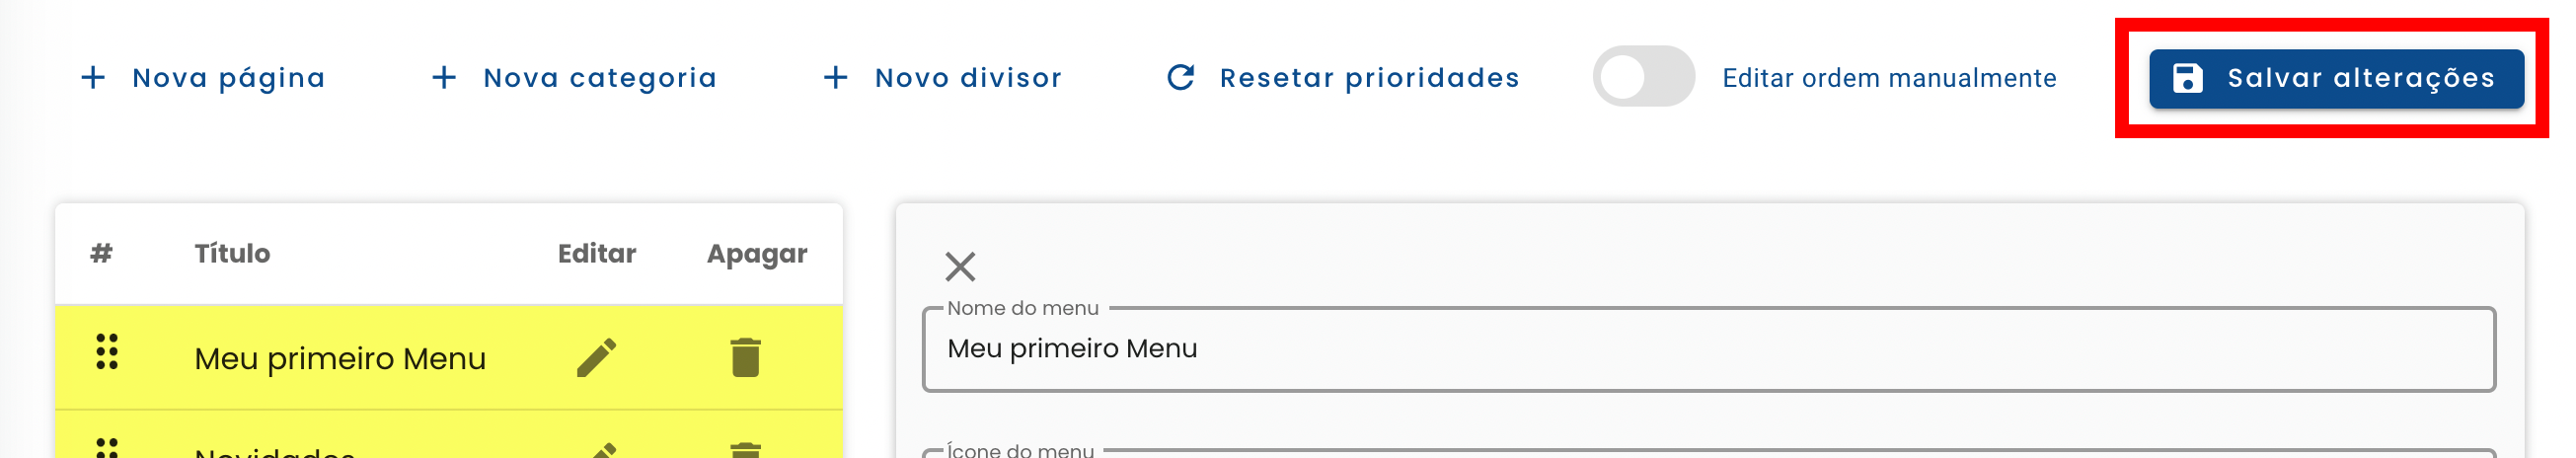 + Nova página + Nova categoria + Novo divisor Resetar prioridades Editar ordem manualmente Salvar alterações
# Título Editar Apagar
Nome do menu
Meu primeiro Menu
Meu primeiro Menu
Novidades
Ícone do menu